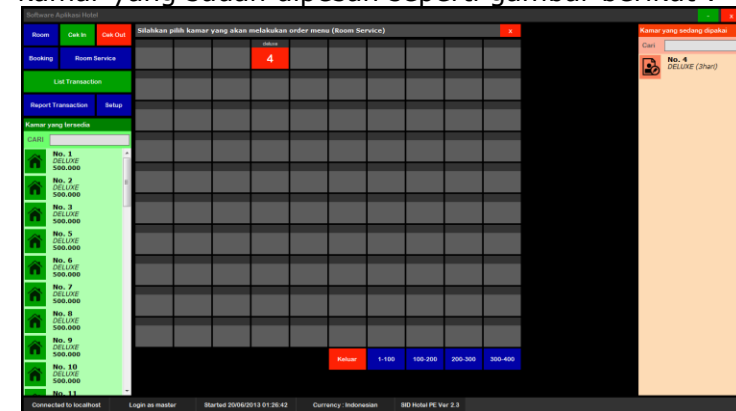 kamar yang sudah dipesan seperti gambar berikut :
Software Aplikasi Hotel
-
x
Room
Cek In
Cek Out
Booking
Room Service
List Transaction
Report Transaction
Setup
Kamar yang tersedia
CARI
No. 1
DELUXE
500.000
No. 2
DELUXE
500.000
No. 3
DELUXE
500.000
No. 5
DELUXE
500.000
No. 6
DELUXE
500.000
No. 7
DELUXE
500.000
No. 8
DELUXE
500.000
No. 9
DELUXE
500.000
No. 10
DELUXE
500.000
No. 11
Silahkan pilih kamar yang akan melakukan order menu (Room Service)
x
deluxe
4
Keluar
1-100
100-200
200-300
300-400
Kamar yang sedang dipakai
Cari
No. 4
DELUXE (3hari)
Connected to localhost
Login as master
Started 20/06/2013 01:26:42
Currency : Indonesian
SID Hotel PE Ver 2.3